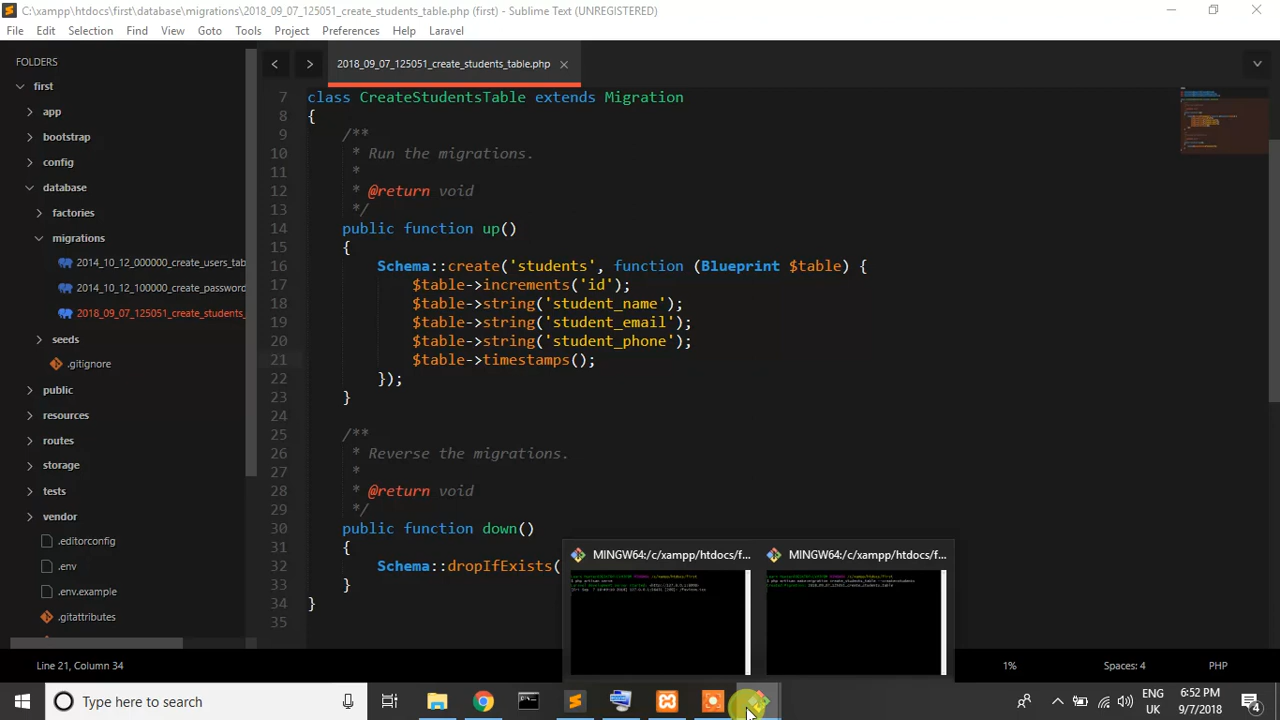 C:\xampp\htdocs\first\database\migrations\2018_09_07_125051_create_students_table.php (first) - Sublime Text (UNREGISTERED)
File Edit Selection Find View Goto Tools Project Preferences Help Laravel
FOLDERS
first
app
bootstrap
config
database
factories
migrations
2014_10_12_000000_create_users_tab
2014_10_12_100000_create_password
2018_09_07_125051_create_students_
seeds
.gitignore
public
resources
routes
storage
tests
vendor
.editorconfig
.env
.env.example
.gitattributes
2018_09_07_125051_create_students_table.php
7 class CreateStudentsTable extends Migration
8 {
9 /**
10 * Run the migrations.
11 *
12 * @return void
13 */
14 public function up()
15 {
16 Schema::create('students', function (Blueprint $table) {
17 $table->increments('id');
18 $table->string('student_name');
19 $table->string('student_email');
20 $table->string('student_phone');
21 $table->timestamps();
22 });
23 }
24
25 /**
26 * Reverse the migrations.
27 *
28 * @return void
29 */
30 public function down()
31 {
32 Schema::dropIfExists(
33 }
34 }
35
MINGW64:/c/xampp/htdocs/f... MINGW64:/c/xampp/htdocs/f...
Line 21, Column 34 1% Spaces: 4 PHP
Type here to search
ENG
UK
6:52 PM
9/7/2018
4